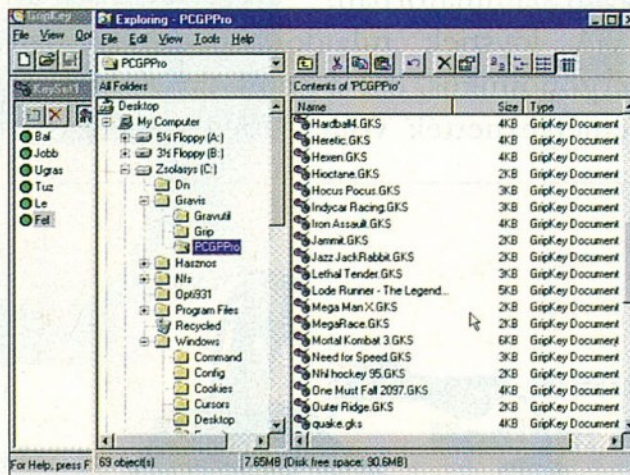 GripKey
File View Opt
KeySet1
Bal
Jobb
Ugras
Tuz
Le
Fel
For Help, press F
Exploring - PCGPPro
File Edit View Tools Help
PCGPPro
All Folders
Desktop
My Computer
5¼ Floppy (A:)
3½ Floppy (B:)
Zsolasys (C:)
Dn
Gravis
Gravutil
Grip
PCGPPro
Hasznos
Nfs
Opti931
Program Files
Recycled
Windows
Command
Config
Cookies
Cursors
Desktop
Contents of 'PCGPPro'
Name Size Type
Hardball4.GKS 4KB GripKey Document
Heretic.GKS 4KB GripKey Document
Hexen.GKS 4KB GripKey Document
Hioctane.GKS 2KB GripKey Document
Hocus Pocus.GKS 3KB GripKey Document
Indycar Racing.GKS 3KB GripKey Document
Iron Assault.GKS 4KB GripKey Document
Jammit.GKS 2KB GripKey Document
Jazz JackRabbit.GKS 2KB GripKey Document
Lethal Tender.GKS 3KB GripKey Document
Lode Runner - The Legend... 5KB GripKey Document
Mega Man X.GKS 2KB GripKey Document
MegaRace.GKS 2KB GripKey Document
Mortal Kombat 3.GKS 6KB GripKey Document
Need for Speed.GKS 3KB GripKey Document
Nhl hockey 95.GKS 2KB GripKey Document
One Must Fall 2097.GKS 4KB GripKey Document
Outer Ridge.GKS 2KB GripKey Document
quake.gks 4KB GripKey Document
69 object(s) 7.65MB (Disk free space: 90.6MB)